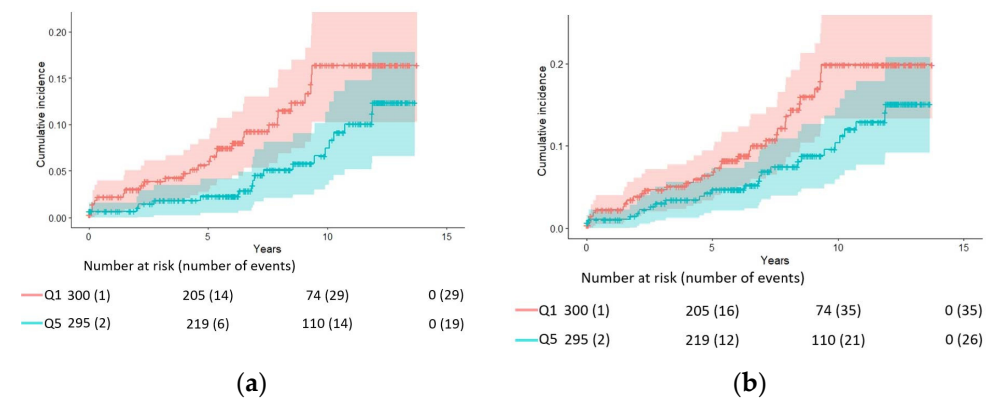 Cumulative incidence
0.20
0.15
0.10
0.05
0.00
0 5 10 15
Years
Number at risk (number of events)
Q1 300 (1) 205 (14) 74 (29) 0 (29)
Q5 295 (2) 219 (6) 110 (14) 0 (19)
(a)
Cumulative incidence
0.2
0.1
0.0
0 5 10 15
Years
Number at risk (number of events)
Q1 300 (1) 205 (16) 74 (35) 0 (35)
Q5 295 (2) 219 (12) 110 (21) 0 (26)
(b)